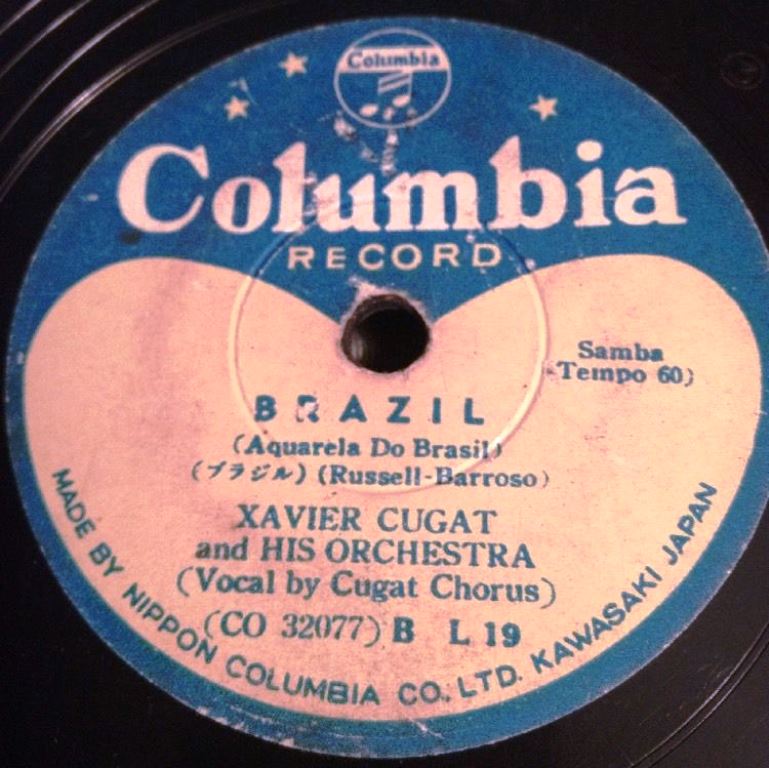 Columbia
Columbia
RECORD
Samba
Tempo 60)
BRAZIL
(Aquarela Do Brasil)
(ブラジル) (Russell-Barroso)
XAVIER CUGAT
and HIS ORCHESTRA
(Vocal by Cugat Chorus)
(CO 32077) B L 19
MADE BY NIPPON COLUMBIA CO., LTD. KAWASAKI JAPAN